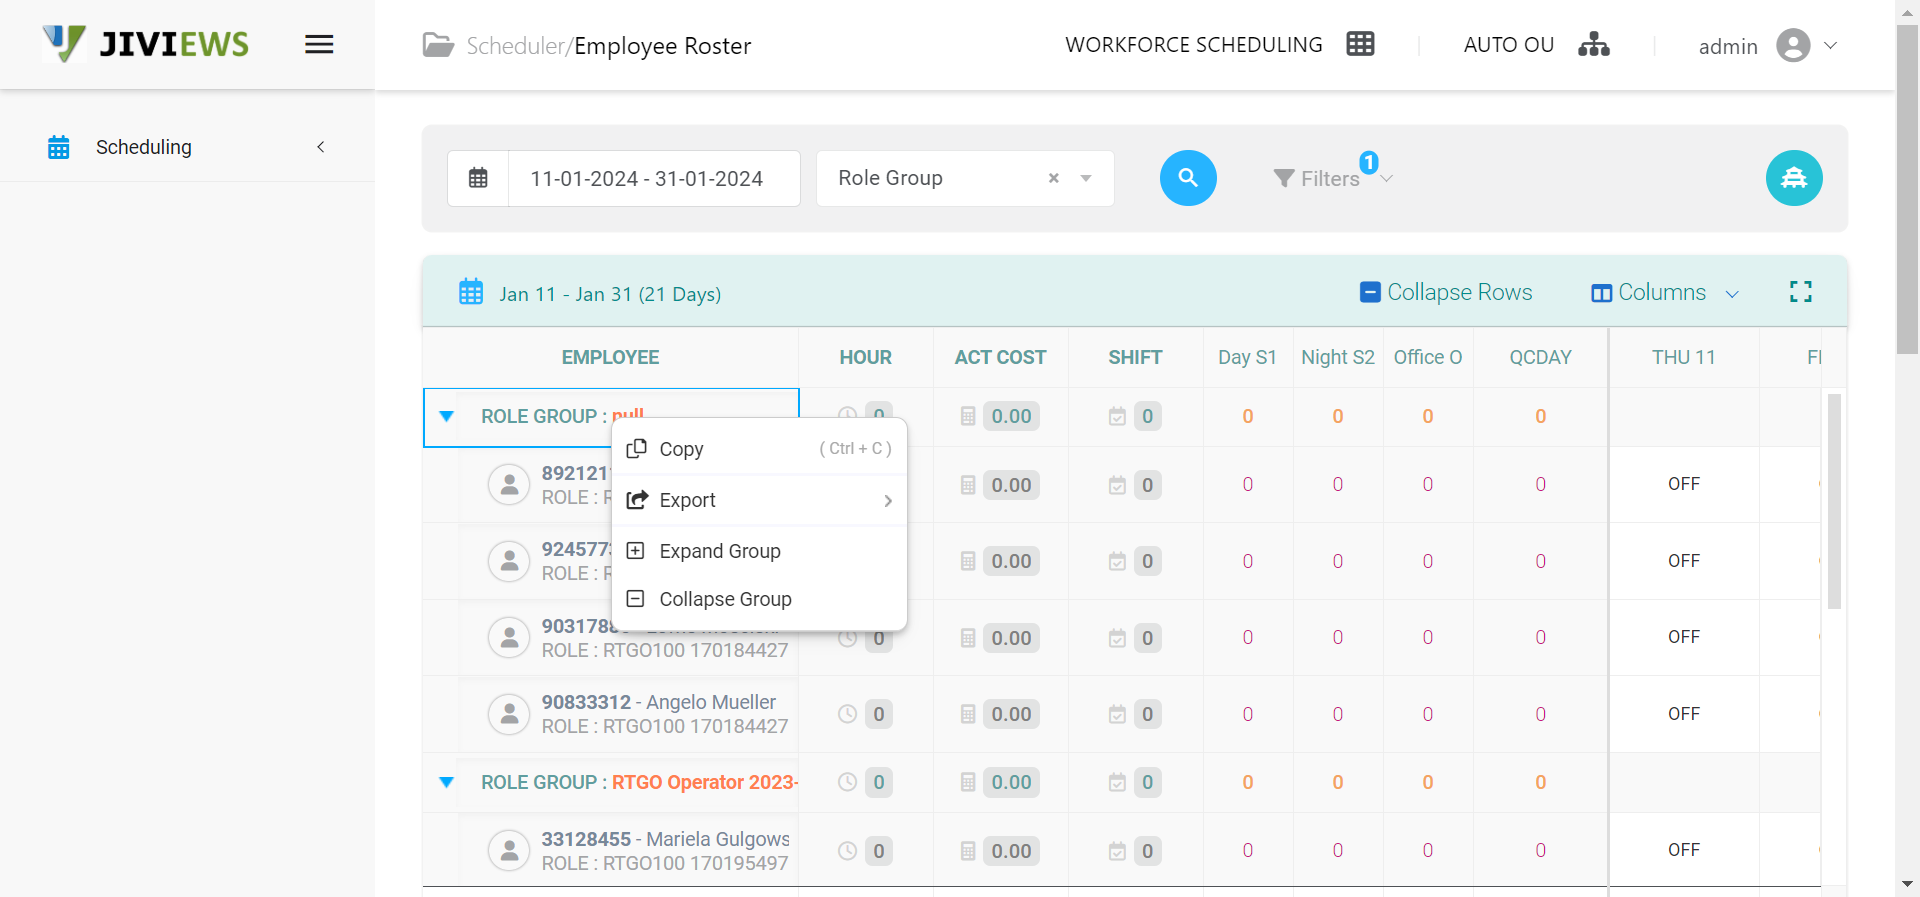 JIVIEWS
Scheduler/Employee Roster
WORKFORCE SCHEDULING
AUTO OU
admin
Scheduling
11-01-2024 - 31-01-2024
Role Group
Filters
1
Jan 11 - Jan 31 (21 Days)
Collapse Rows
Columns
EMPLOYEE HOUR ACT COST SHIFT Day S1 Night S2 Office O QCDAY THU 11
ROLE GROUP : null 0 0.00 0 0 0 0 0
Copy ( Ctrl + C )
Export
Expand Group
Collapse Group
892121
ROLE :
0.00 0 0 0 0 0 OFF
924577
ROLE :
0.00 0 0 0 0 0 OFF
9031788
ROLE : RTGO100 170184427
0 0.00 0 0 0 0 0 OFF
90833312 - Angelo Mueller
ROLE : RTGO100 170184427
0 0.00 0 0 0 0 0 OFF
ROLE GROUP : RTGO Operator 2023- 0 0.00 0 0 0 0 0
33128455 - Mariela Gulgows
ROLE : RTGO100 170195497
0 0.00 0 0 0 0 0 OFF